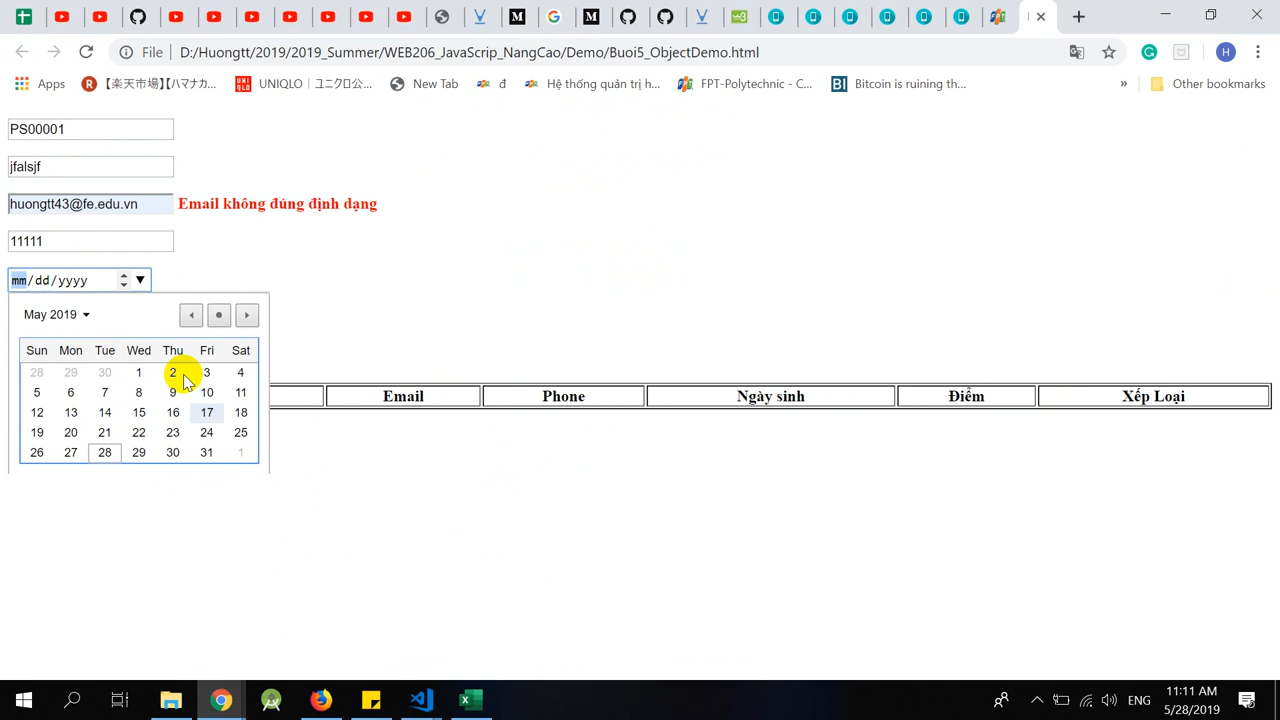 File D:/Huongtt/2019/2019_Summer/WEB206_JavaScrip_NangCao/Demo/Buoi5_ObjectDemo.html
Apps 楽天市場】【ハマナカ... UNIQLO | ユニクロ公... New Tab đ Hệ thống quản trị h... FPT-Polytechnic - C... Bitcoin is ruining th... » Other bookmarks
PS00001
jfalsjf
huongtt43@fe.edu.vn Email không đúng định dạng
11111
mm/dd/yyyy
May 2019
Sun Mon Tue Wed Thu Fri Sat
28 29 30 1 2 3 4
5 6 7 8 9 10 11
12 13 14 15 16 17 18
19 20 21 22 23 24 25
26 27 28 29 30 31 1
Email Phone Ngày sinh Điểm Xếp Loại
ENG
11:11 AM
5/28/2019